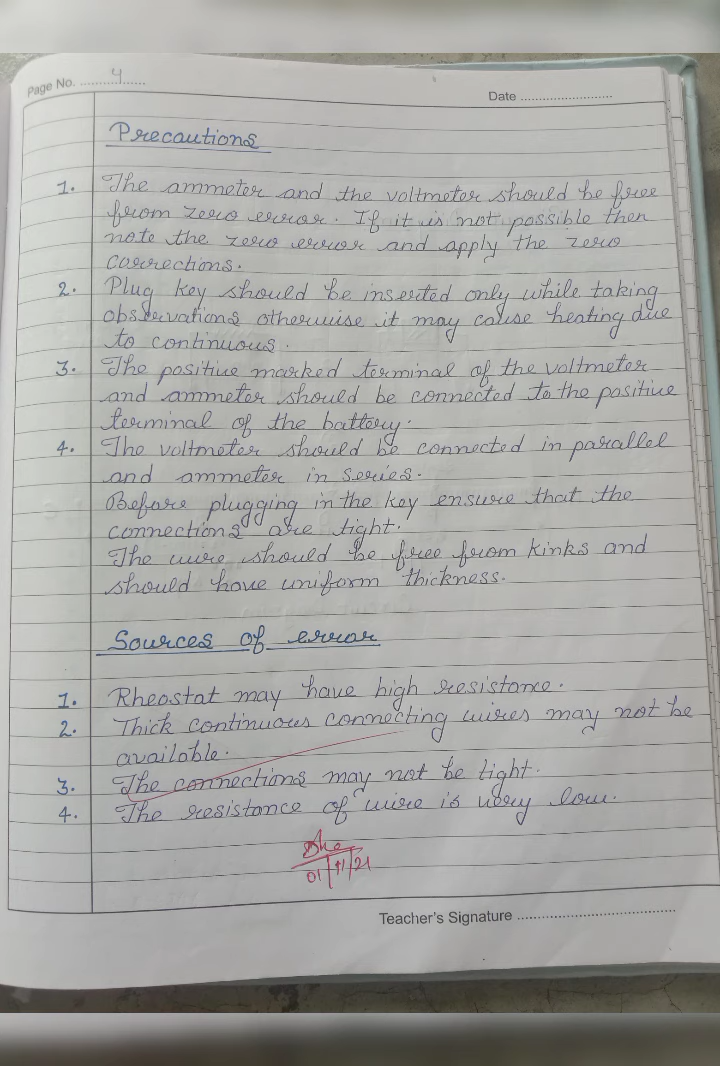 Page No. 4
Date
Precautions
1. The ammeter and the voltmeter should be free
from zero error. If it is not possible then
note the zero error and apply the zero
corrections.
2. Plug key should be inserted only while taking
observations otherwise it may cause heating due
to continuous.
3. The positive marked terminal of the voltmeter
and ammeter should be connected to the positive
terminal of the battery.
4. The voltmeter should be connected in parallel
and ammeter in series.
Before plugging in the key ensure that the
connections are tight.
The wire should be free from kinks and
should have uniform thickness.
Sources of error
1. Rheostat may have high resistance.
2. Thick continuous connecting wires may not be
available.
3. The connections may not be tight.
4. The resistance of wire is very low.
01/11/21
Teacher's Signature